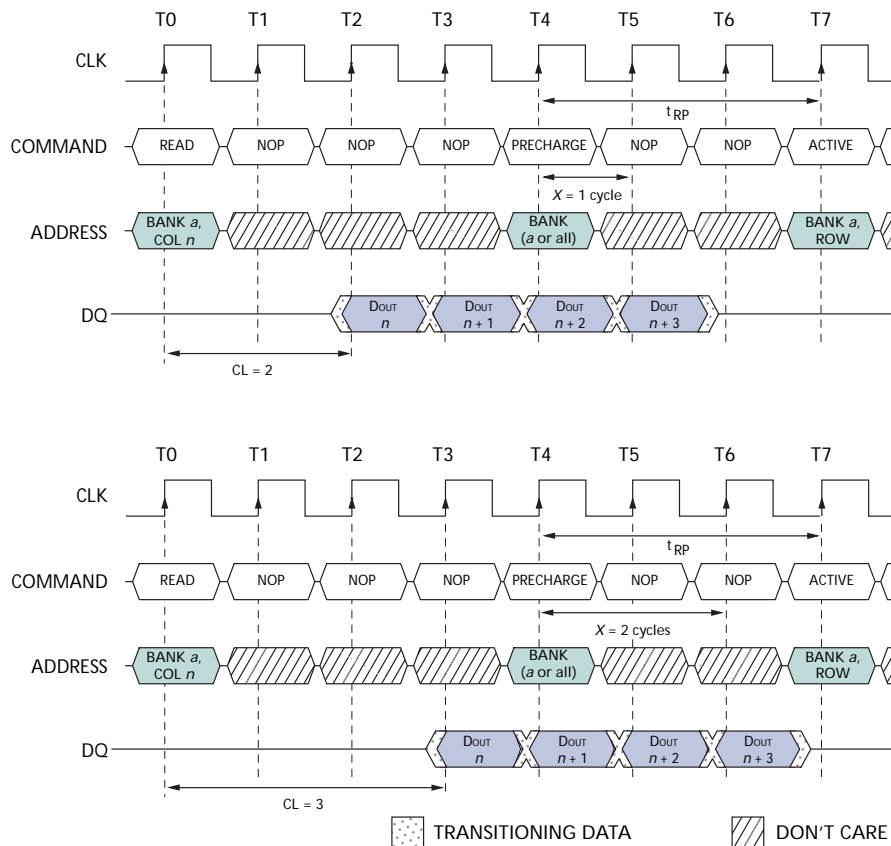 T0 T1 T2 T3 T4 T5 T6 T7
CLK
tRP
COMMAND READ NOP NOP NOP PRECHARGE NOP NOP ACTIVE
X = 1 cycle
ADDRESS BANK a, COL n BANK (a or all) BANK a, ROW
DQ DOUT n DOUT n + 1 DOUT n + 2 DOUT n + 3
CL = 2
T0 T1 T2 T3 T4 T5 T6 T7
CLK
tRP
COMMAND READ NOP NOP NOP PRECHARGE NOP NOP ACTIVE
X = 2 cycles
ADDRESS BANK a, COL n BANK (a or all) BANK a, ROW
DQ DOUT n DOUT n + 1 DOUT n + 2 DOUT n + 3
CL = 3
TRANSITIONING DATA DON'T CARE